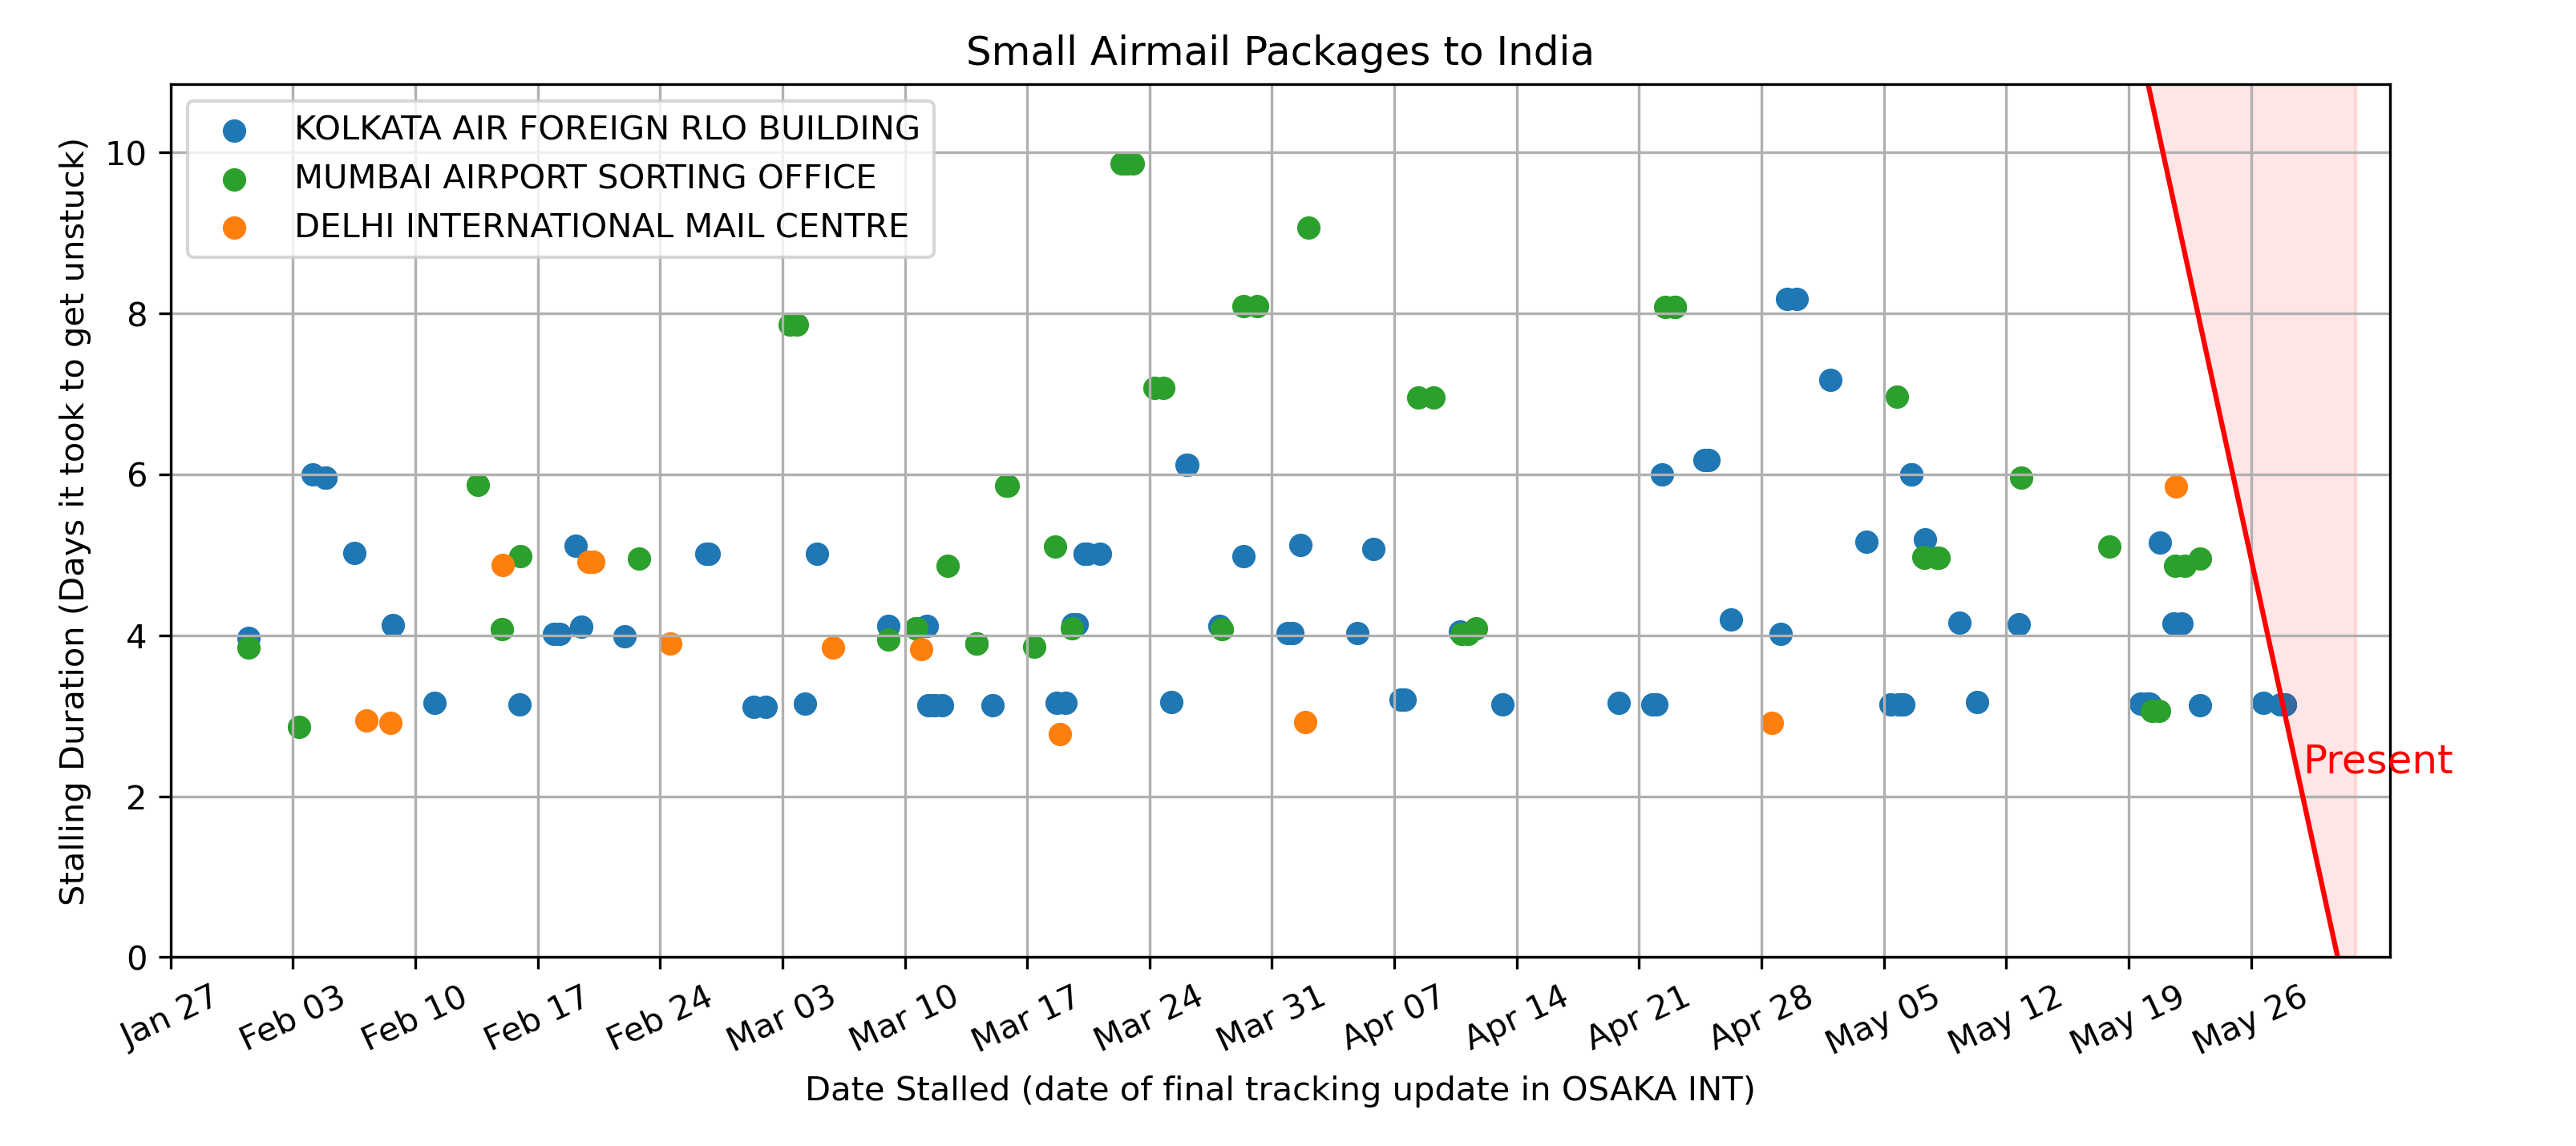 Small Airmail Packages to India
KOLKATA AIR FOREIGN RLO BUILDING
MUMBAI AIRPORT SORTING OFFICE
DELHI INTERNATIONAL MAIL CENTRE
Stalling Duration (Days it took to get unstuck)
10
8
6
4
2
0
Present
Jan 27 Feb 03 Feb 10 Feb 17 Feb 24 Mar 03 Mar 10 Mar 17 Mar 24 Mar 31 Apr 07 Apr 14 Apr 21 Apr 28 May 05 May 12 May 19 May 26
Date Stalled (date of final tracking update in OSAKA INT)